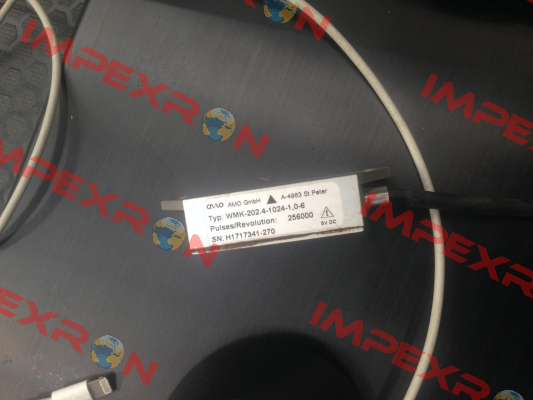 IMPEXRON
IMPEXRON
amo AMO GmbH A-4963 St.Peter
Typ. WMK-202.4-1024-1,0-6
Pulses/Revolution: 256000
SN: H1717341-270
5V DC
IMPEXRON
IMPEXRON